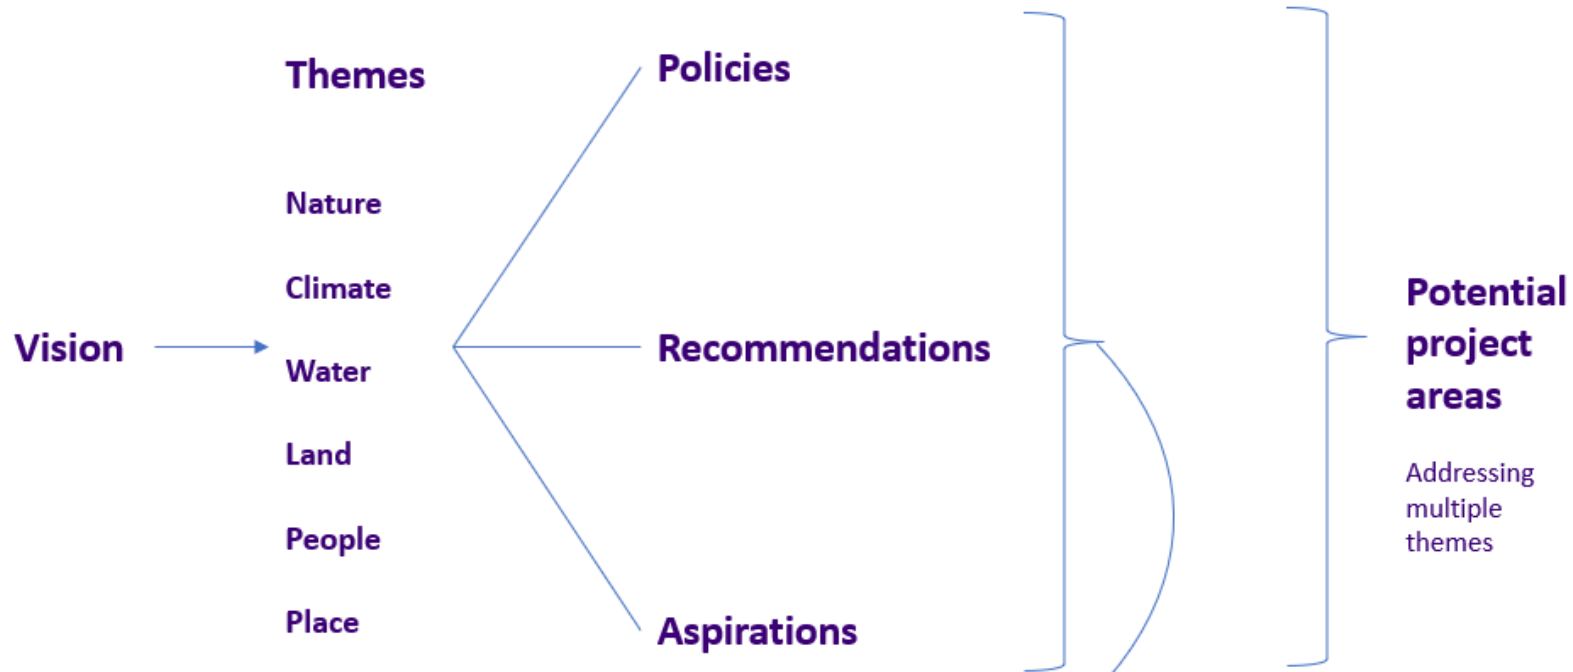 Vision
Themes
Nature
Climate
Water
Land
People
Place
Policies
Recommendations
Aspirations
Potential
project
areas
Addressing
multiple
themes